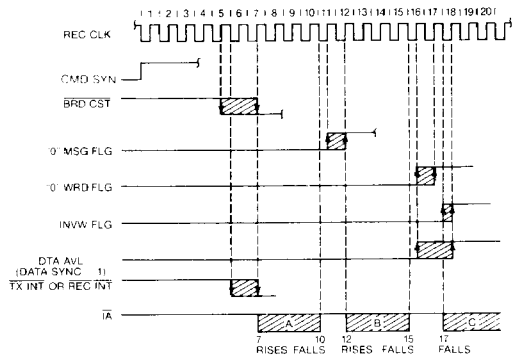 1 2 3 4 5 6 7 8 9 10 11 12 13 14 15 16 17 18 19 20
REC CLK
CMD SYN
BRD CST
"0" MSG FLG
"0" WRD FLG
INVW FLG
DTA AVL
(DATA SYNC 1)
TX INT OR REC INT
IA
A B C
7 10 12 15 17
RISES FALLS RISES FALLS FALLS